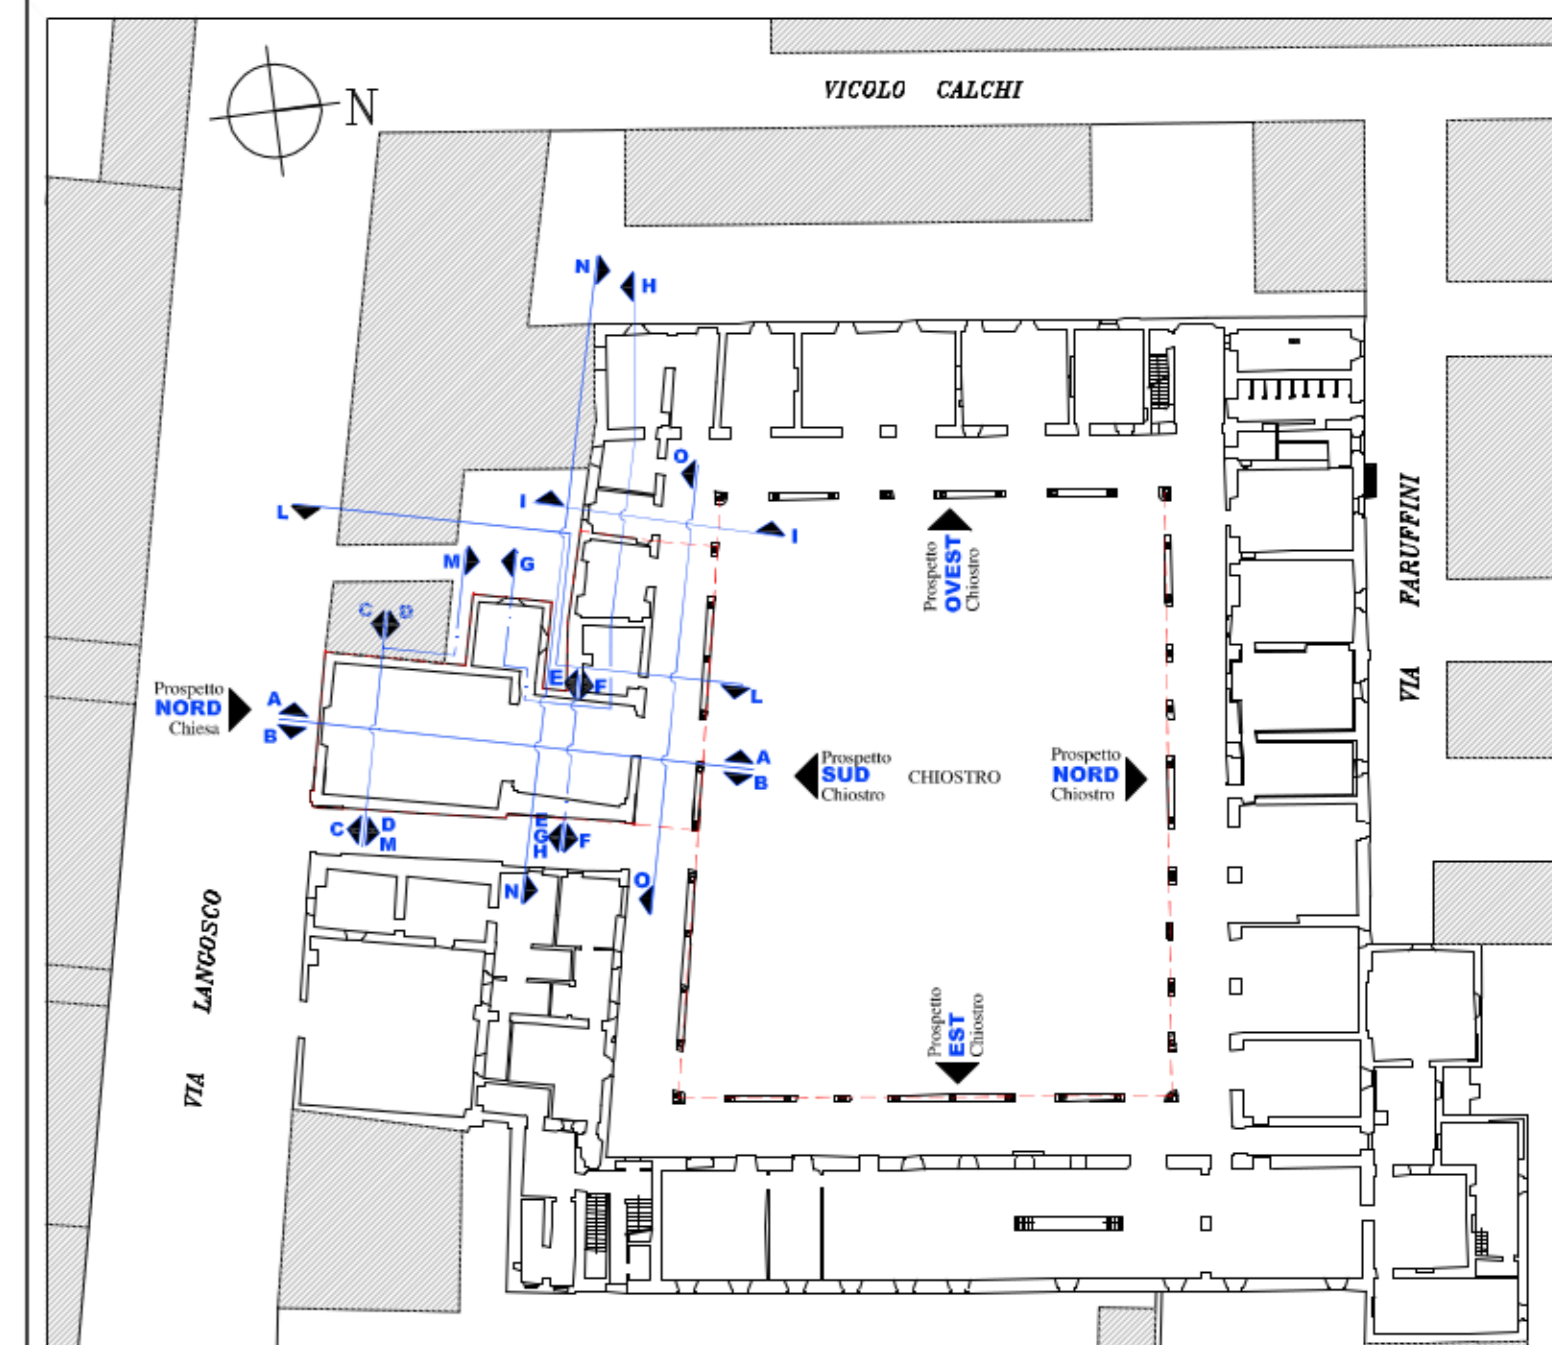 VICOLO CALCHI
N
N
H
O
L
I
I
M
G
C
D
E
F
L
Prospetto
NORD
Chiesa
A
B
A
B
C
D
M
E
G
H
F
N
O
Prospetto
OVEST
Chiostro
Prospetto
SUD
Chiostro
CHIOSTRO
Prospetto
NORD
Chiostro
Prospetto
EST
Chiostro
VIA FARUFFINI
VIA LANGOSCO